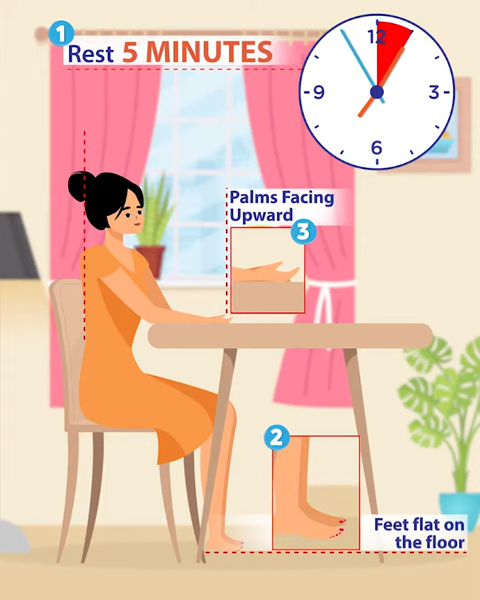 1
Rest 5 MINUTES
12
9
3
6
Palms Facing
Upward
3
2
Feet flat on
the floor